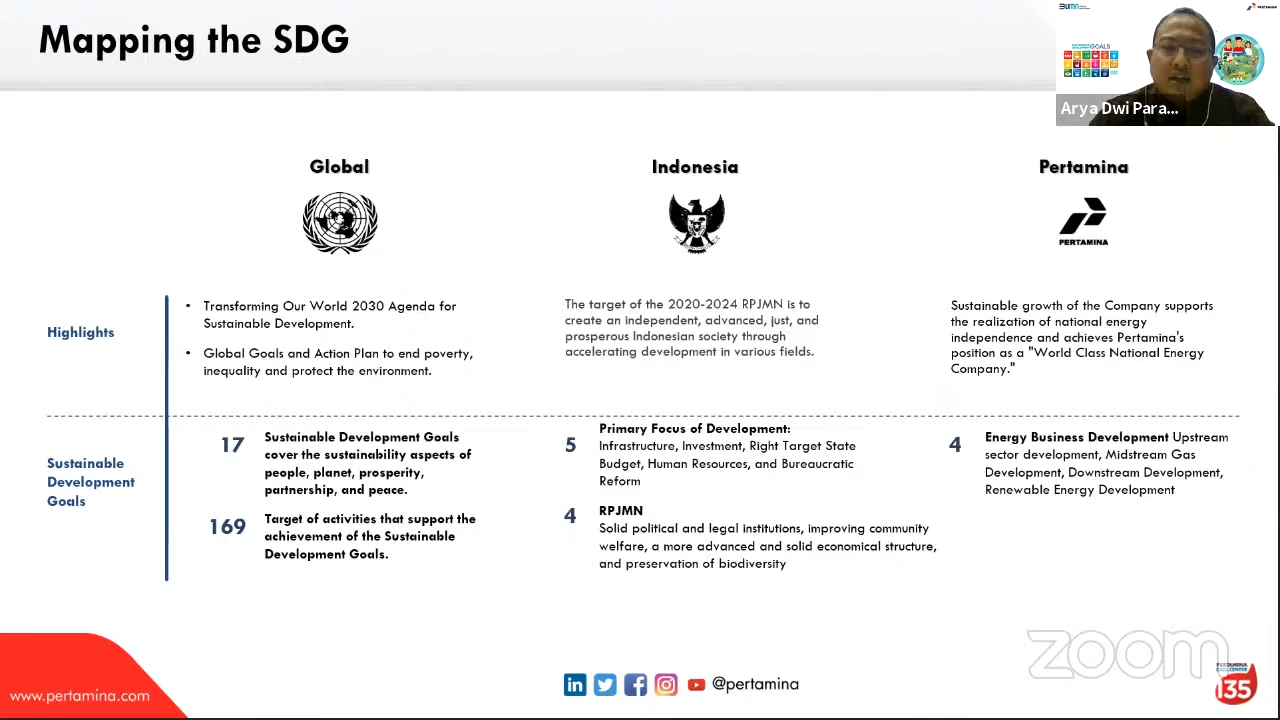 Mapping the SDG
BUMN
PERTAMINA
GOALS
Arya Dwi Para...
Global
Indonesia
Pertamina
PERTAMINA
Highlights
• Transforming Our World 2030 Agenda for
Sustainable Development.
• Global Goals and Action Plan to end poverty,
inequality and protect the environment.
The target of the 2020-2024 RPJMN is to
create an independent, advanced, just, and
prosperous Indonesian society through
accelerating development in various fields.
Sustainable growth of the Company supports
the realization of national energy
independence and achieves Pertamina's
position as a "World Class National Energy
Company."
Sustainable
Development
Goals
17
Sustainable Development Goals
cover the sustainability aspects of
people, planet, prosperity,
partnership, and peace.
169
Target of activities that support the
achievement of the Sustainable
Development Goals.
5
Primary Focus of Development:
Infrastructure, Investment, Right Target State
Budget, Human Resources, and Bureaucratic
Reform
4
RPJMN
Solid political and legal institutions, improving community
welfare, a more advanced and solid economical structure,
and preservation of biodiversity
4
Energy Business Development Upstream
sector development, Midstream Gas
Development, Downstream Development,
Renewable Energy Development
zoom
www.pertamina.com
@pertamina
PERTAMINA
CALL CENTER
135